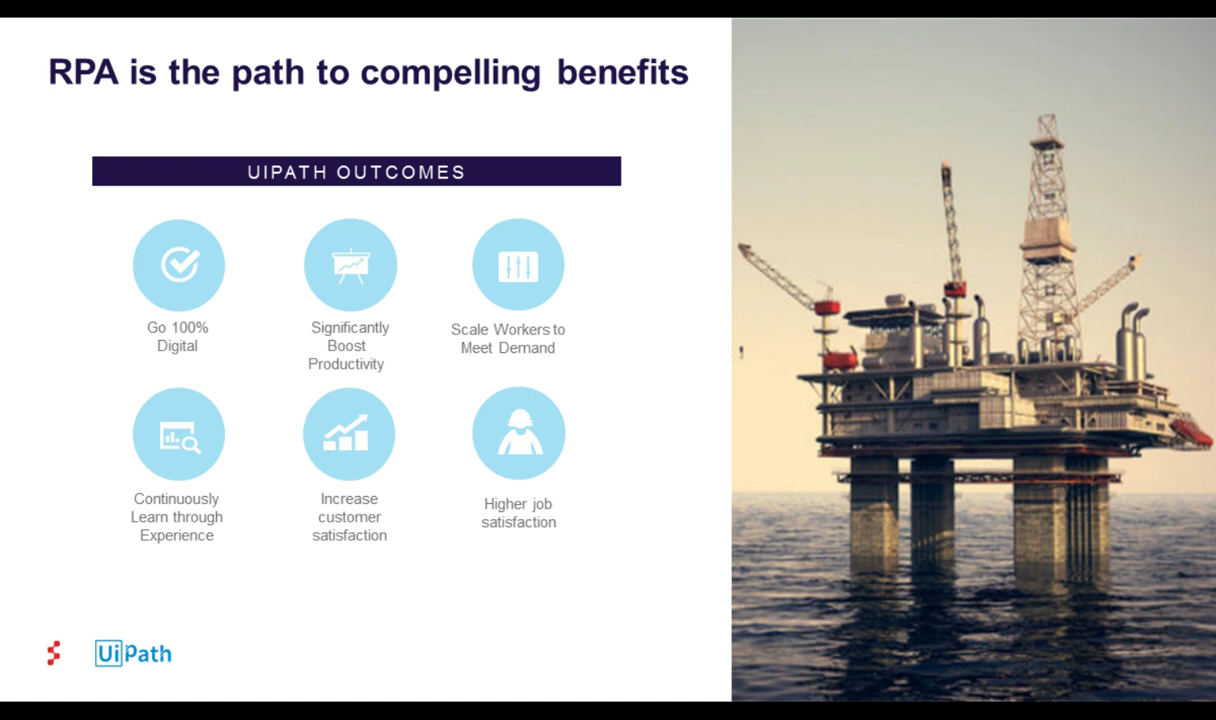 RPA is the path to compelling benefits
UIPATH OUTCOMES
Go 100%
Digital
Significantly
Boost
Productivity
Scale Workers to
Meet Demand
Continuously
Learn through
Experience
Increase
customer
satisfaction
Higher job
satisfaction
UiPath